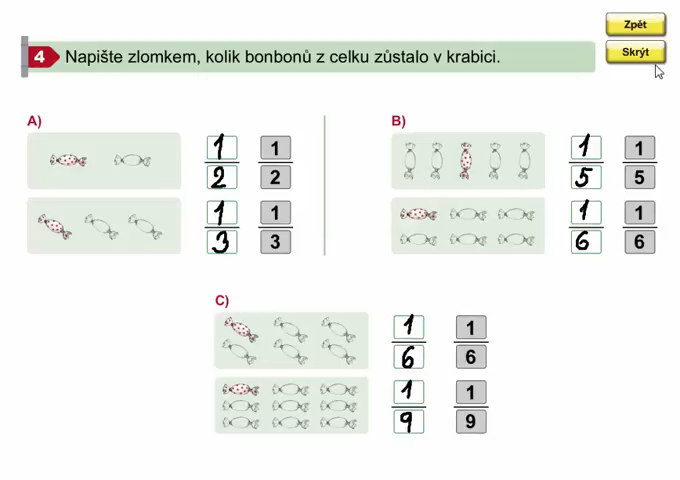 Zpět
4 Napište zlomkem, kolik bonbonů z celku zůstalo v krabici.
Skrýt
A)
1 1
2 2
1 1
3 3
B)
1 1
5 5
1 1
6 6
C)
1 1
6 6
1 1
9 9